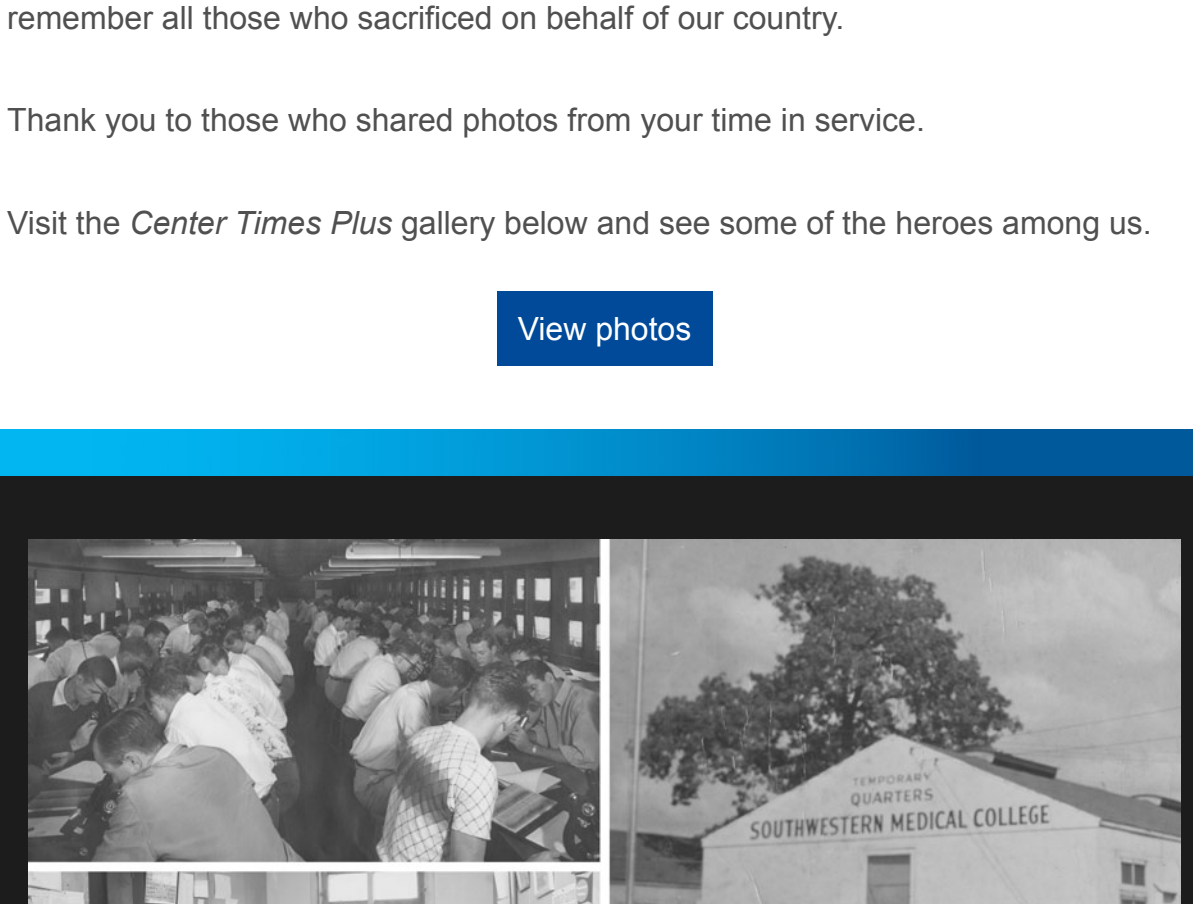 remember all those who sacrificed on behalf of our country.
Thank you to those who shared photos from your time in service.
Visit the Center Times Plus gallery below and see some of the heroes among us.
View photos
TEMPORARY
QUARTERS
SOUTHWESTERN MEDICAL COLLEGE